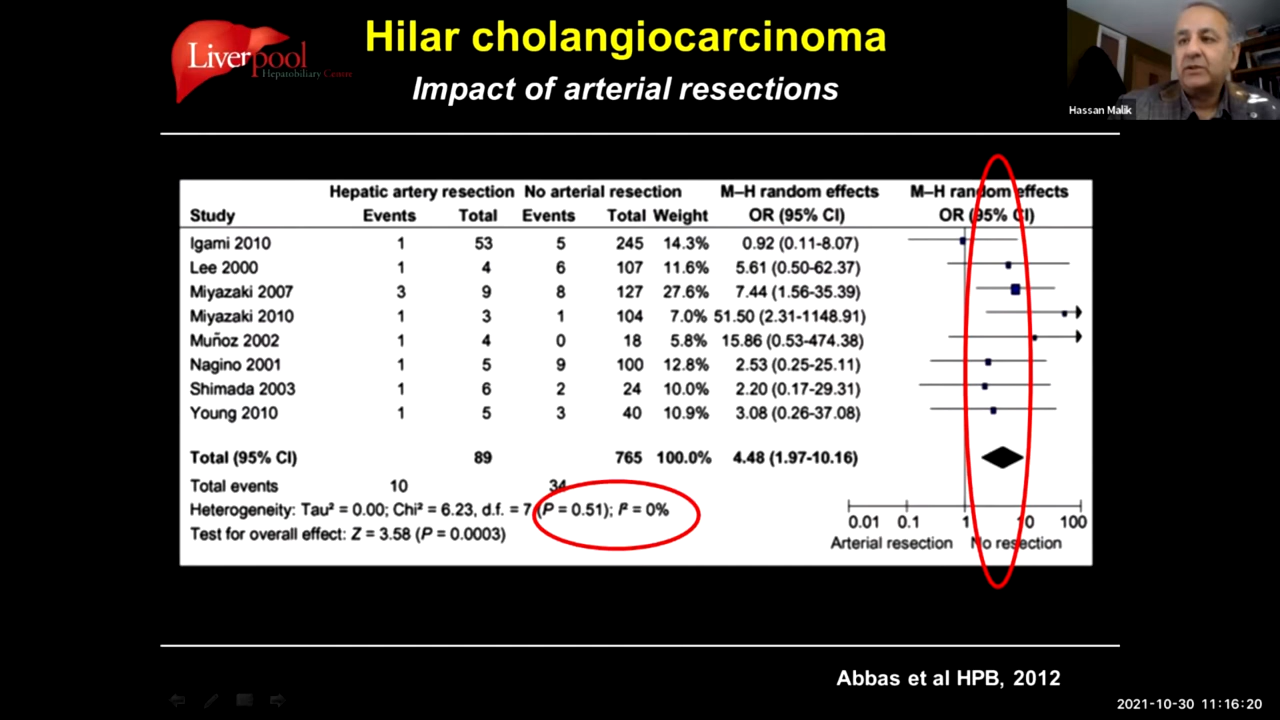 Liverpool
Hepatobiliary Centre
Hilar cholangiocarcinoma
Impact of arterial resections
Hassan Malik
Hepatic artery resection No arterial resection M–H random effects M–H random effects
Study Events Total Events Total Weight OR (95% CI) OR (95% CI)
Igami 2010 1 53 5 245 14.3% 0.92 (0.11-8.07)
Lee 2000 1 4 6 107 11.6% 5.61 (0.50-62.37)
Miyazaki 2007 3 9 8 127 27.6% 7.44 (1.56-35.39)
Miyazaki 2010 1 3 1 104 7.0% 51.50 (2.31-1148.91)
Muñoz 2002 1 4 0 18 5.8% 15.86 (0.53-474.38)
Nagino 2001 1 5 9 100 12.8% 2.53 (0.25-25.11)
Shimada 2003 1 6 2 24 10.0% 2.20 (0.17-29.31)
Young 2010 1 5 3 40 10.9% 3.08 (0.26-37.08)
Total (95% CI) 89 765 100.0% 4.48 (1.97-10.16)
Total events 10 34
Heterogeneity: Tau² = 0.00; Chi² = 6.23, d.f. = 7 (P = 0.51); I² = 0%
Test for overall effect: Z = 3.58 (P = 0.0003)
0.01 0.1 1 10 100
Arterial resection No resection
Abbas et al HPB, 2012
2021-10-30 11:16:20